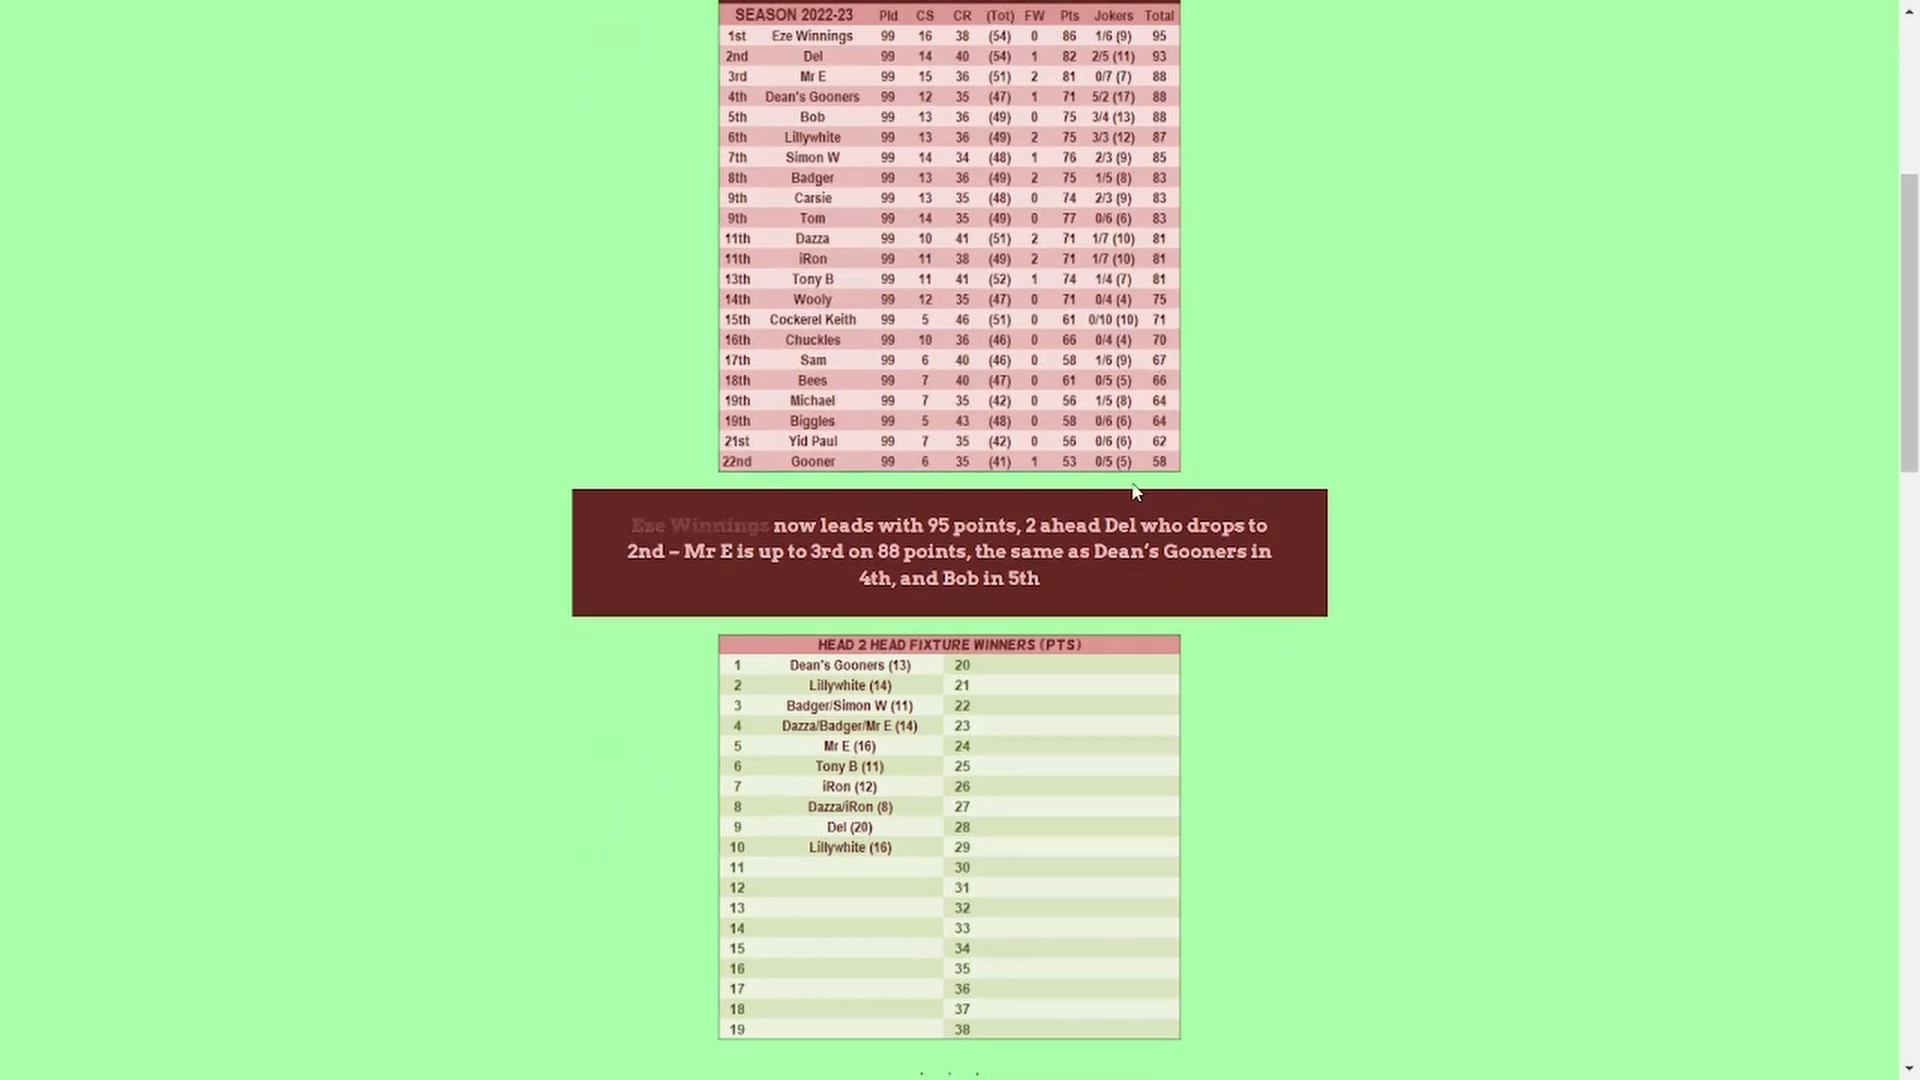 SEASON 2022-23 Pld CS CR (Tot) FW Pts Jokers Total
1st Eze Winnings 99 16 38 (54) 0 86 1/6 (9) 95
2nd Del 99 14 40 (54) 1 82 2/5 (11) 93
3rd Mr E 99 15 36 (51) 2 81 0/7 (7) 88
4th Dean's Gooners 99 12 35 (47) 1 71 5/2 (17) 88
5th Bob 99 13 36 (49) 0 75 3/4 (13) 88
6th Lillywhite 99 13 36 (49) 2 75 3/3 (12) 87
7th Simon W 99 14 34 (48) 1 76 2/3 (9) 85
8th Badger 99 13 36 (49) 2 75 1/5 (8) 83
9th Carsie 99 13 35 (48) 0 74 2/3 (9) 83
9th Tom 99 14 35 (49) 0 77 0/6 (6) 83
11th Dazza 99 10 41 (51) 2 71 1/7 (10) 81
11th iRon 99 11 38 (49) 2 71 1/7 (10) 81
13th Tony B 99 11 41 (52) 1 74 1/4 (7) 81
14th Wooly 99 12 35 (47) 0 71 0/4 (4) 75
15th Cockerel Keith 99 5 46 (51) 0 61 0/10 (10) 71
16th Chuckles 99 10 36 (46) 0 66 0/4 (4) 70
17th Sam 99 6 40 (46) 0 58 1/6 (9) 67
18th Bees 99 7 40 (47) 0 61 0/5 (5) 66
19th Michael 99 7 35 (42) 0 56 1/5 (8) 64
19th Biggles 99 5 43 (48) 0 58 0/6 (6) 64
21st Yid Paul 99 7 35 (42) 0 56 0/6 (6) 62
22nd Gooner 99 6 35 (41) 1 53 0/5 (5) 58
Eze Winnings now leads with 95 points, 2 ahead Del who drops to
2nd – Mr E is up to 3rd on 88 points, the same as Dean’s Gooners in
4th, and Bob in 5th
HEAD 2 HEAD FIXTURE WINNERS (PTS)
1 Dean's Gooners (13) 20
2 Lillywhite (14) 21
3 Badger/Simon W (11) 22
4 Dazza/Badger/Mr E (14) 23
5 Mr E (16) 24
6 Tony B (11) 25
7 iRon (12) 26
8 Dazza/iRon (8) 27
9 Del (20) 28
10 Lillywhite (16) 29
11 30
12 31
13 32
14 33
15 34
16 35
17 36
18 37
19 38